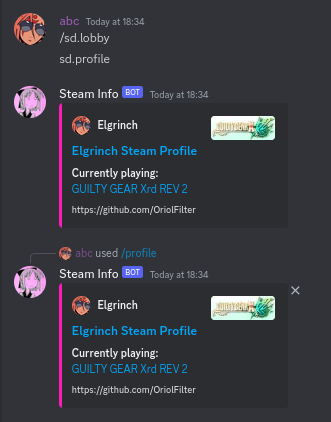 abc Today at 18:34
/sd.lobby
sd.profile
Steam Info BOT Today at 18:34
Elgrinch
Elgrinch Steam Profile
Currently playing:
GUILTY GEAR Xrd REV 2
https://github.com/OriolFilter
abc used /profile
Steam Info BOT Today at 18:34
Elgrinch
Elgrinch Steam Profile
Currently playing:
GUILTY GEAR Xrd REV 2
https://github.com/OriolFilter